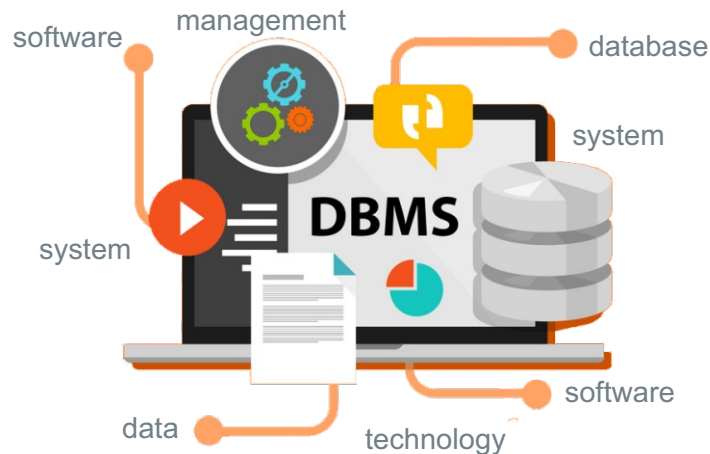 management
software
database
system
DBMS
system
software
data
technology